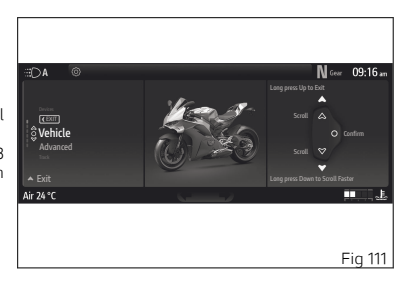 A
N Gear
09:16 am
Devices
EXIT
Vehicle
Advanced
Track
Exit
Long press Up to Exit
Scroll
Confirm
Scroll
Long press Down to Scroll Faster
Air 24 °C
l
3
n
Fig 111